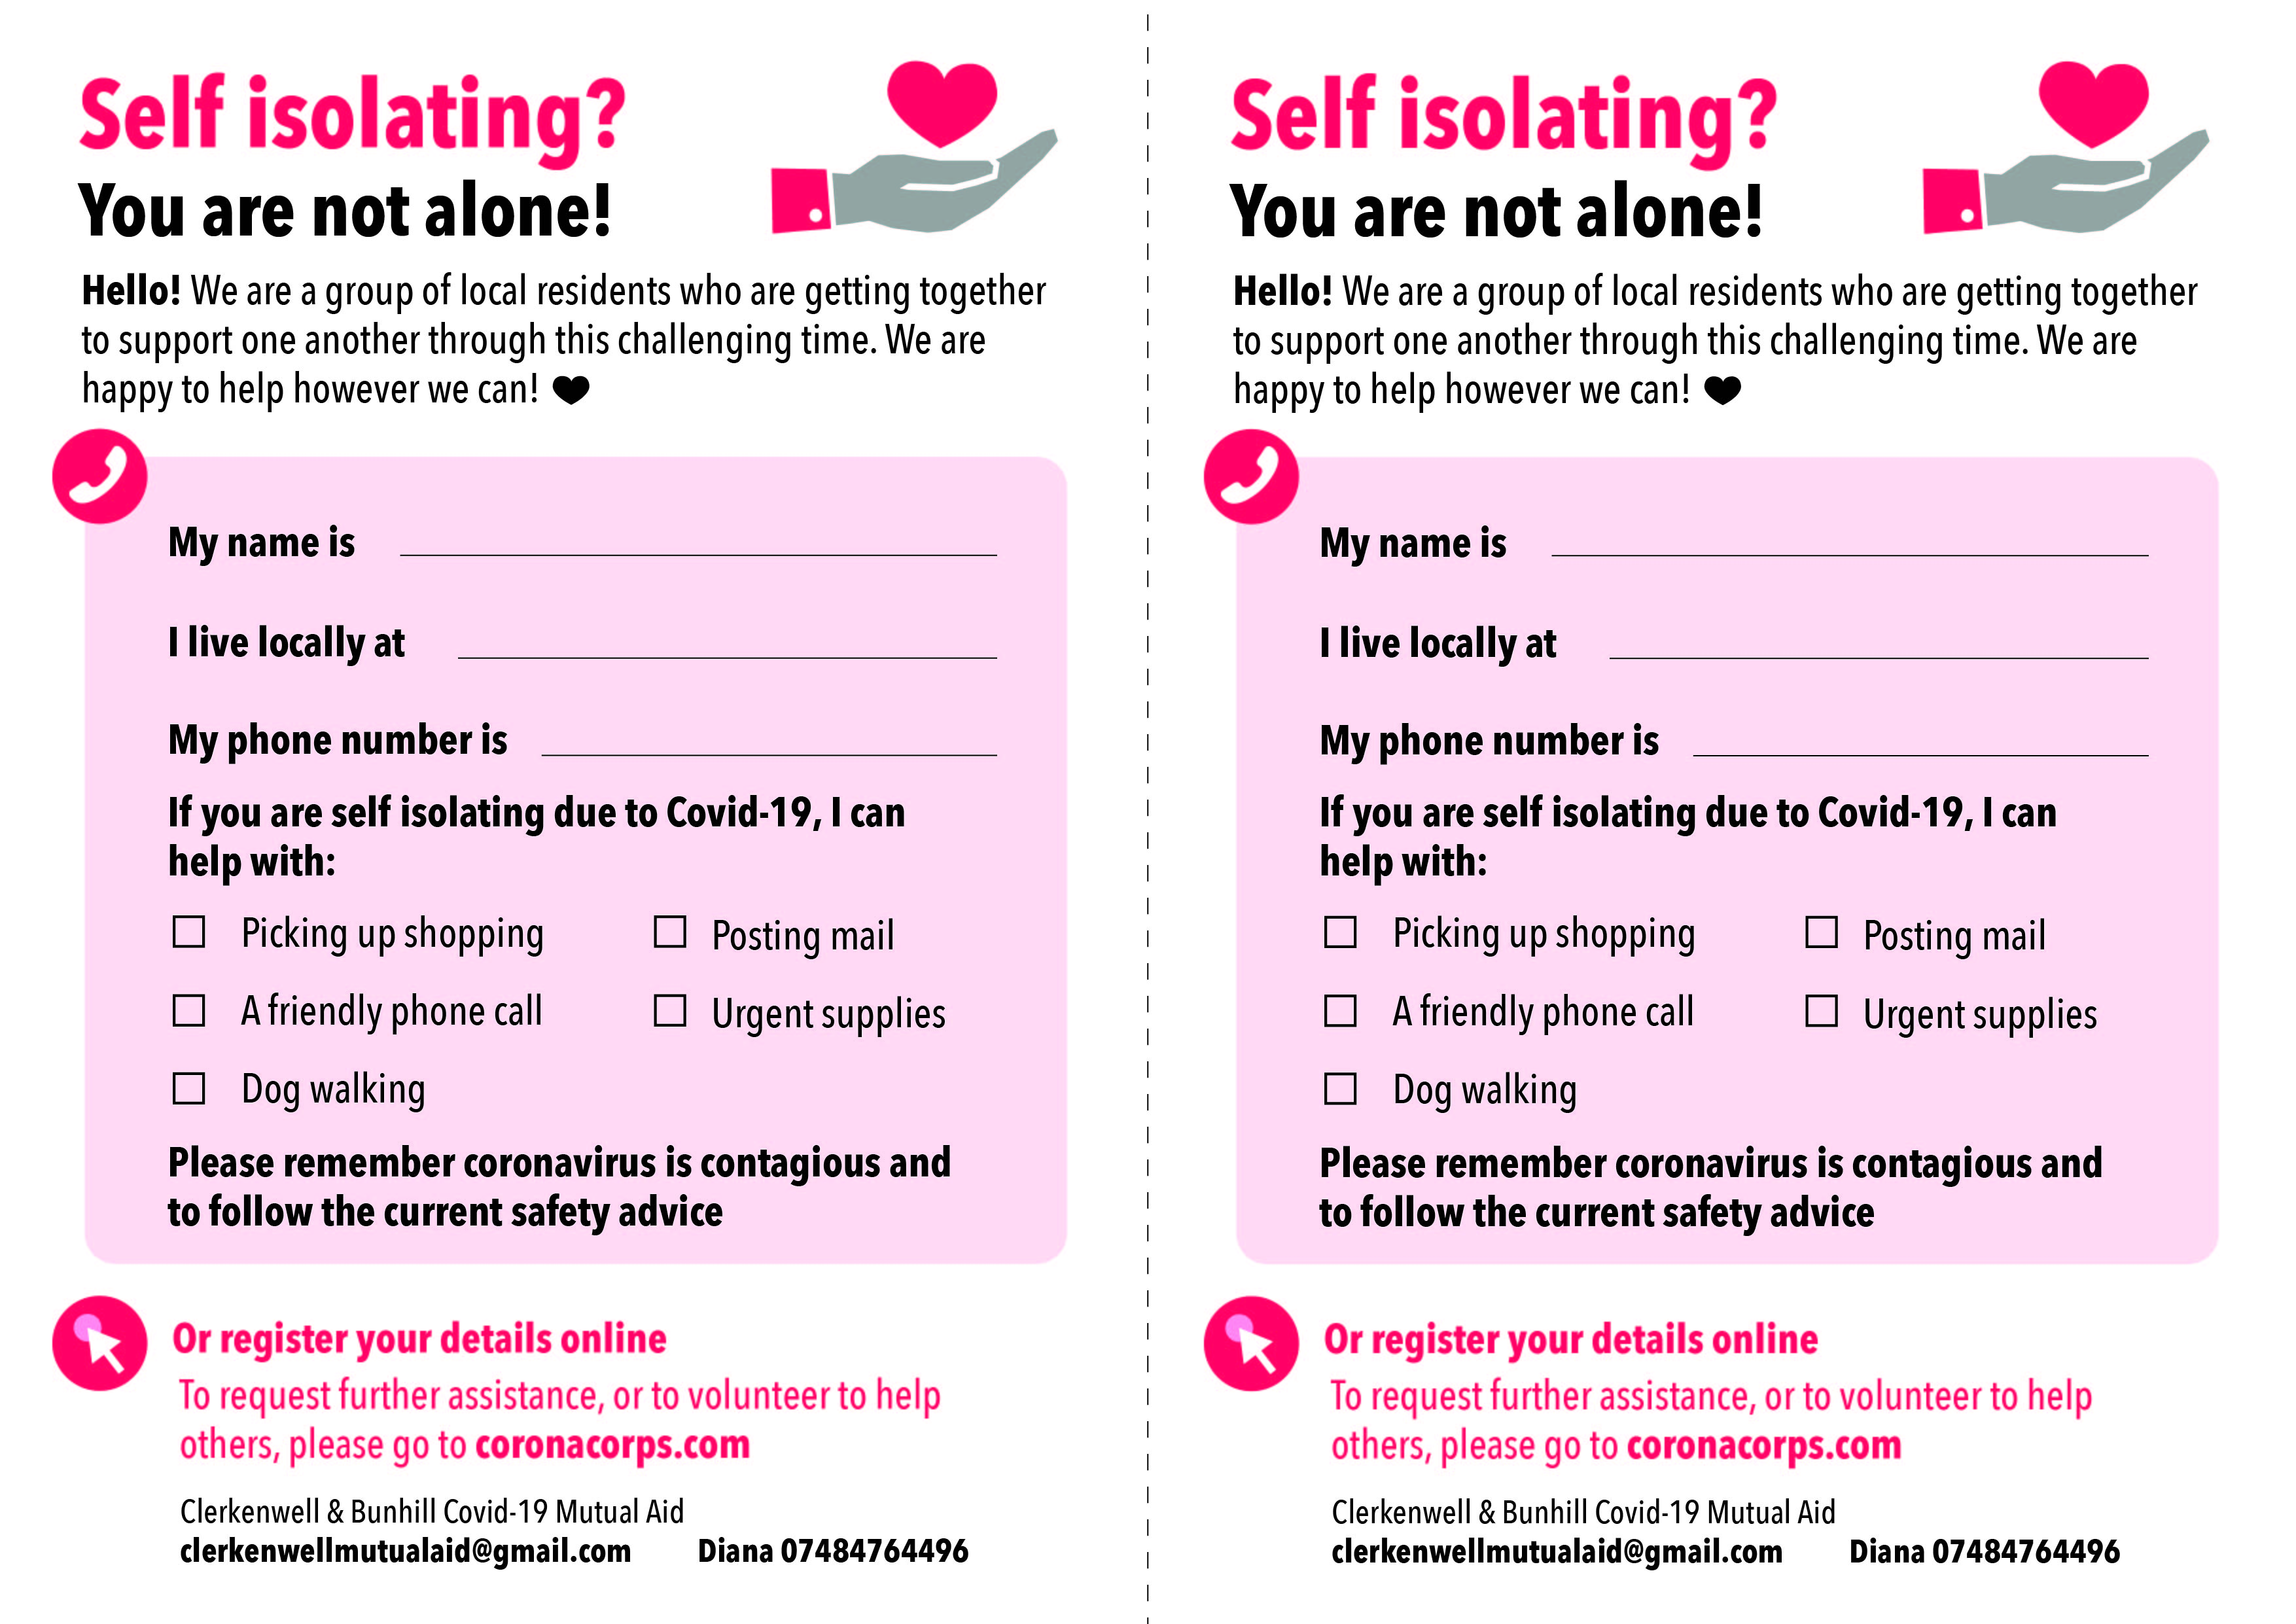 Self isolating?
You are not alone!
Hello! We are a group of local residents who are getting together
to support one another through this challenging time. We are
happy to help however we can!
My name is
I live locally at
My phone number is
If you are self isolating due to Covid-19, I can
help with:
Picking up shopping
Posting mail
A friendly phone call
Urgent supplies
Dog walking
Please remember coronavirus is contagious and
to follow the current safety advice
Or register your details online
To request further assistance, or to volunteer to help
others, please go to coronacorps.com
Clerkenwell & Bunhill Covid-19 Mutual Aid
clerkenwellmutualaid@gmail.com Diana 07484764496
Self isolating?
You are not alone!
Hello! We are a group of local residents who are getting together
to support one another through this challenging time. We are
happy to help however we can!
My name is
I live locally at
My phone number is
If you are self isolating due to Covid-19, I can
help with:
Picking up shopping
Posting mail
A friendly phone call
Urgent supplies
Dog walking
Please remember coronavirus is contagious and
to follow the current safety advice
Or register your details online
To request further assistance, or to volunteer to help
others, please go to coronacorps.com
Clerkenwell & Bunhill Covid-19 Mutual Aid
clerkenwellmutualaid@gmail.com Diana 07484764496